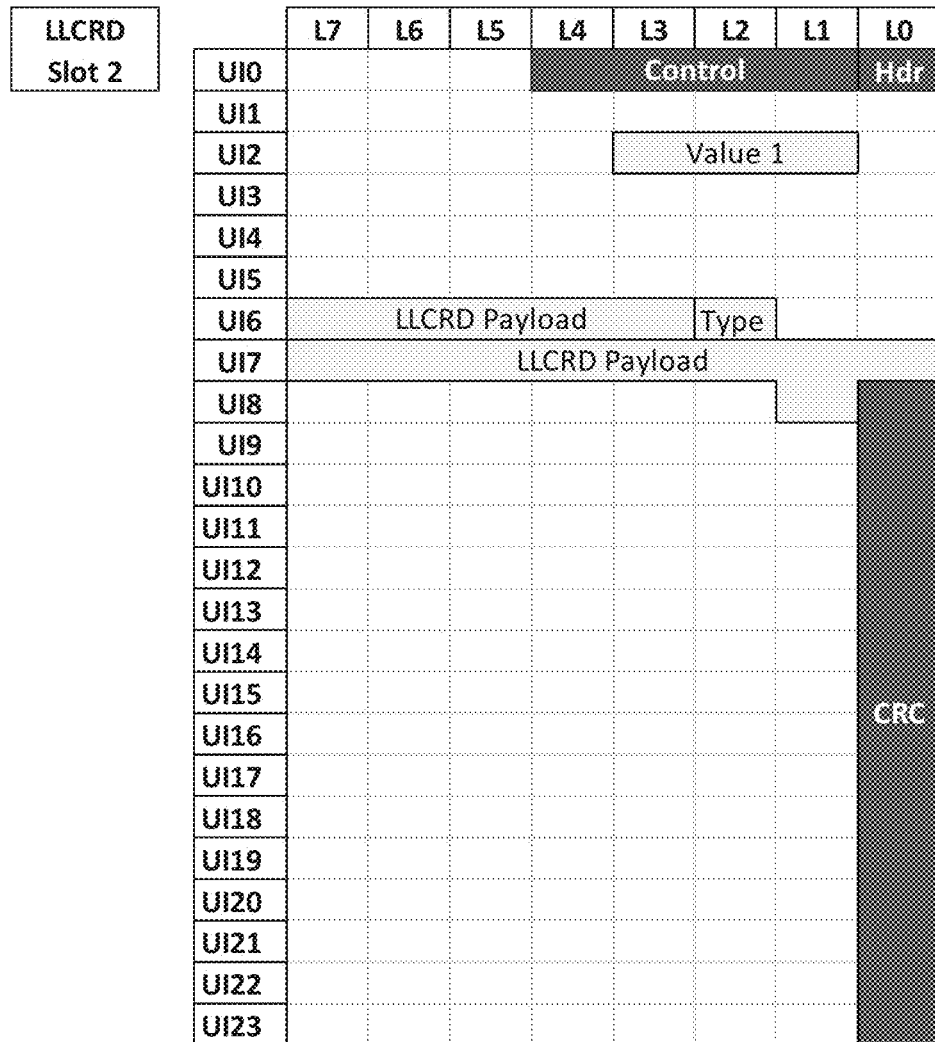 LLCRD
Slot 2
L7 L6 L5 L4 L3 L2 L1 L0
UI0 Control Hdr
UI1
UI2 Value 1
UI3
UI4
UI5
UI6 LLCRD Payload Type
UI7 LLCRD Payload
UI8
UI9
UI10
UI11
UI12
UI13
UI14
UI15
CRC
UI16
UI17
UI18
UI19
UI20
UI21
UI22
UI23